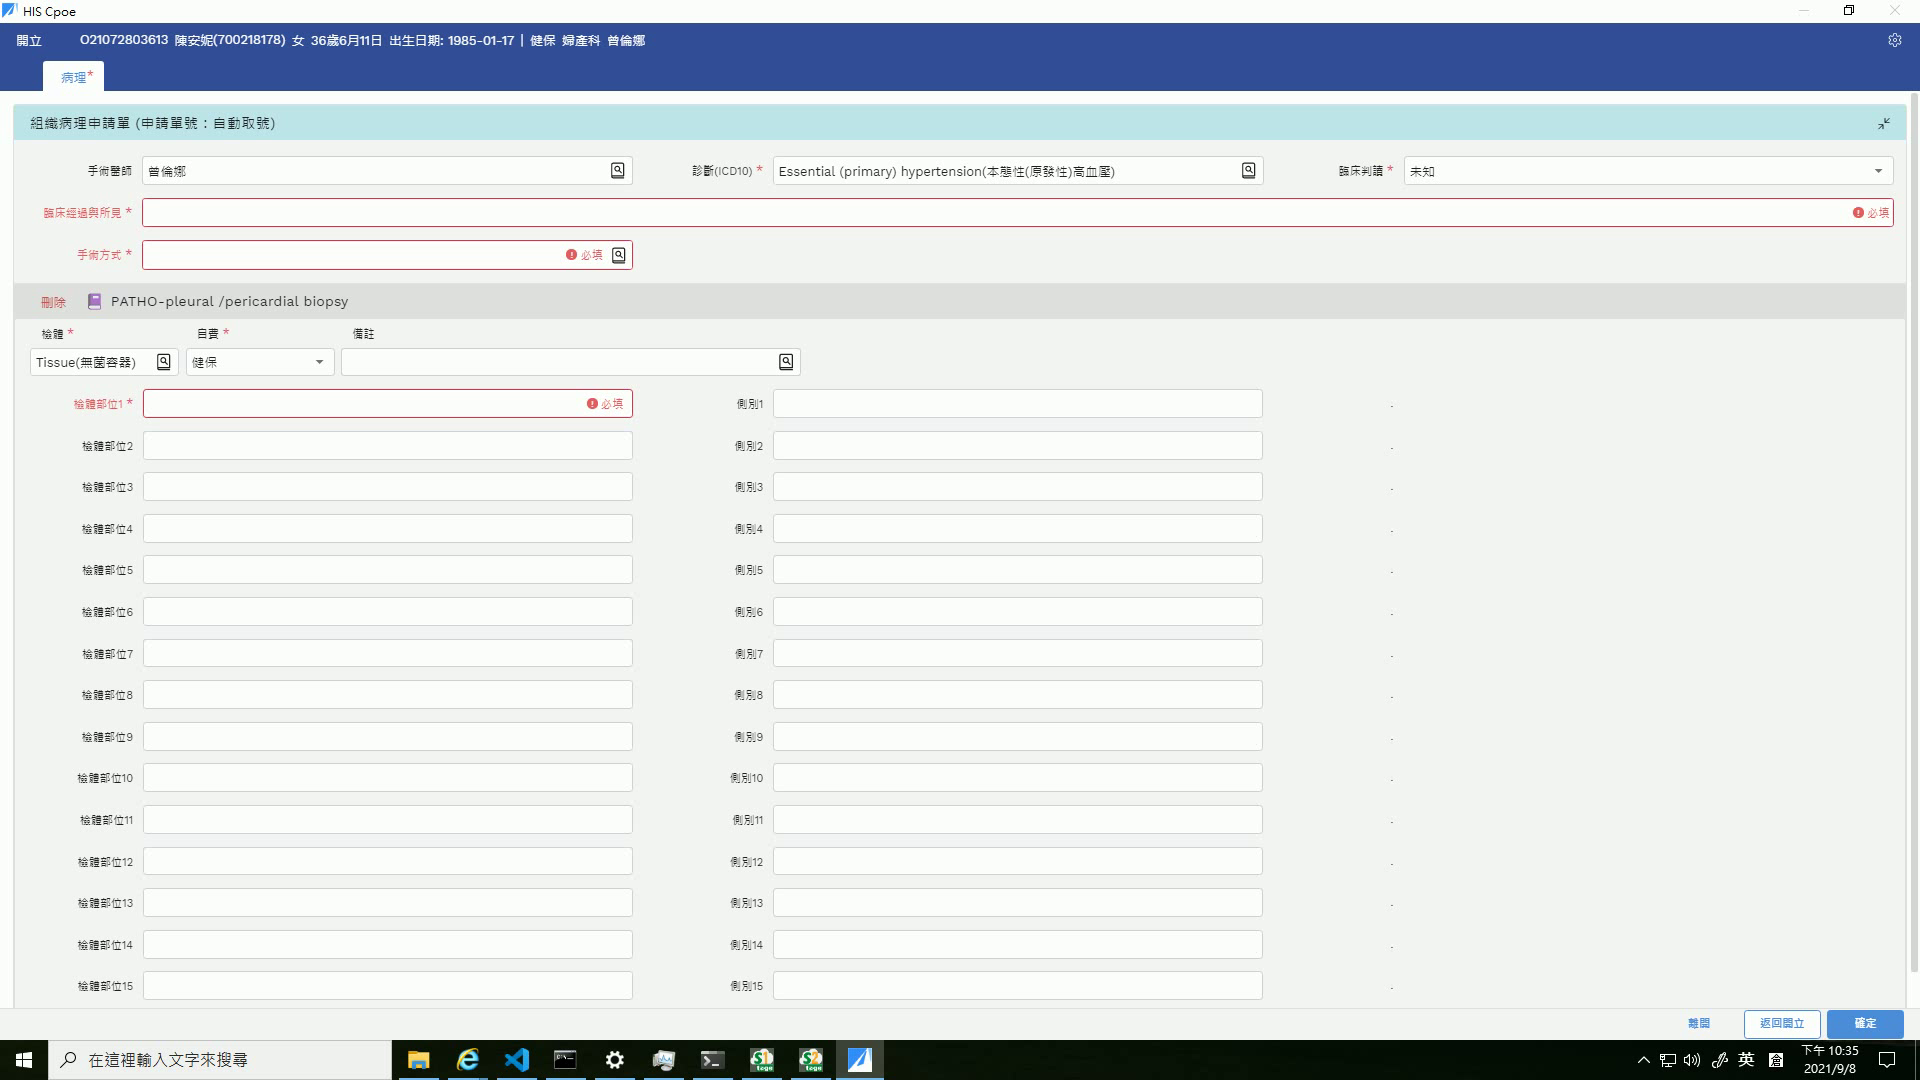 HIS Cpoe
開立 O21072803613 陳安妮(700218178) 女 36歲6月11日 出生日期: 1985-01-17 | 健保 婦產科 曾倫娜
病理*
組織病理申請單 (申請單號：自動取號)
手術醫師 曾倫娜 診斷(ICD10) * Essential (primary) hypertension(本態性(原發性)高血壓) 臨床判讀 * 未知
臨床經過與所見 * 必填
手術方式 * 必填
刪除 PATHO-pleural /pericardial biopsy
檢體 * 自費 * 備註
Tissue(無菌容器) 健保
檢體部位1 * 必填 側別1 .
檢體部位2 側別2 .
檢體部位3 側別3 .
檢體部位4 側別4 .
檢體部位5 側別5 .
檢體部位6 側別6 .
檢體部位7 側別7 .
檢體部位8 側別8 .
檢體部位9 側別9 .
檢體部位10 側別10 .
檢體部位11 側別11 .
檢體部位12 側別12 .
檢體部位13 側別13 .
檢體部位14 側別14 .
檢體部位15 側別15 .
離開 返回開立 確定
在這裡輸入文字來搜尋
S1 togo
S2 togo
英
倉
下午 10:35
2021/9/8